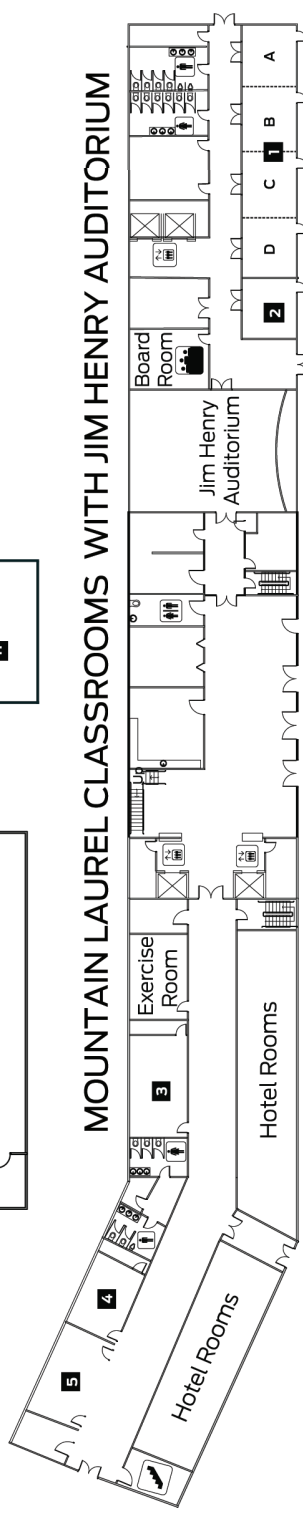 MOUNTAIN LAUREL CLASSROOMS WITH JIM HENRY AUDITORIUM
5
4
3
Exercise
Room
Hotel Rooms
Hotel Rooms
Jim Henry
Auditorium
Board
Room
2
D
C
B
A
1